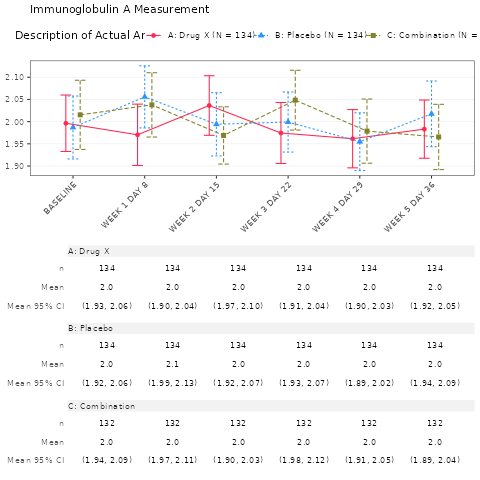 Immunoglobulin A Measurement
Description of Actual Ar A: Drug X (N = 134) B: Placebo (N = 134) C: Combination (N =
2.10
2.05
2.00
1.95
1.90
BASELINE WEEK 1 DAY 8 WEEK 2 DAY 15 WEEK 3 DAY 22 WEEK 4 DAY 29 WEEK 5 DAY 36
A: Drug X
n 134 134 134 134 134 134
Mean 2.0 2.0 2.0 2.0 2.0 2.0
Mean 95% CI (1.93, 2.06) (1.90, 2.04) (1.97, 2.10) (1.91, 2.04) (1.90, 2.03) (1.92, 2.05)
B: Placebo
n 134 134 134 134 134 134
Mean 2.0 2.1 2.0 2.0 2.0 2.0
Mean 95% CI (1.92, 2.06) (1.99, 2.13) (1.92, 2.07) (1.93, 2.07) (1.89, 2.02) (1.94, 2.09)
C: Combination
n 132 132 132 132 132 132
Mean 2.0 2.0 2.0 2.0 2.0 2.0
Mean 95% CI (1.94, 2.09) (1.97, 2.11) (1.90, 2.03) (1.98, 2.12) (1.91, 2.05) (1.89, 2.04)